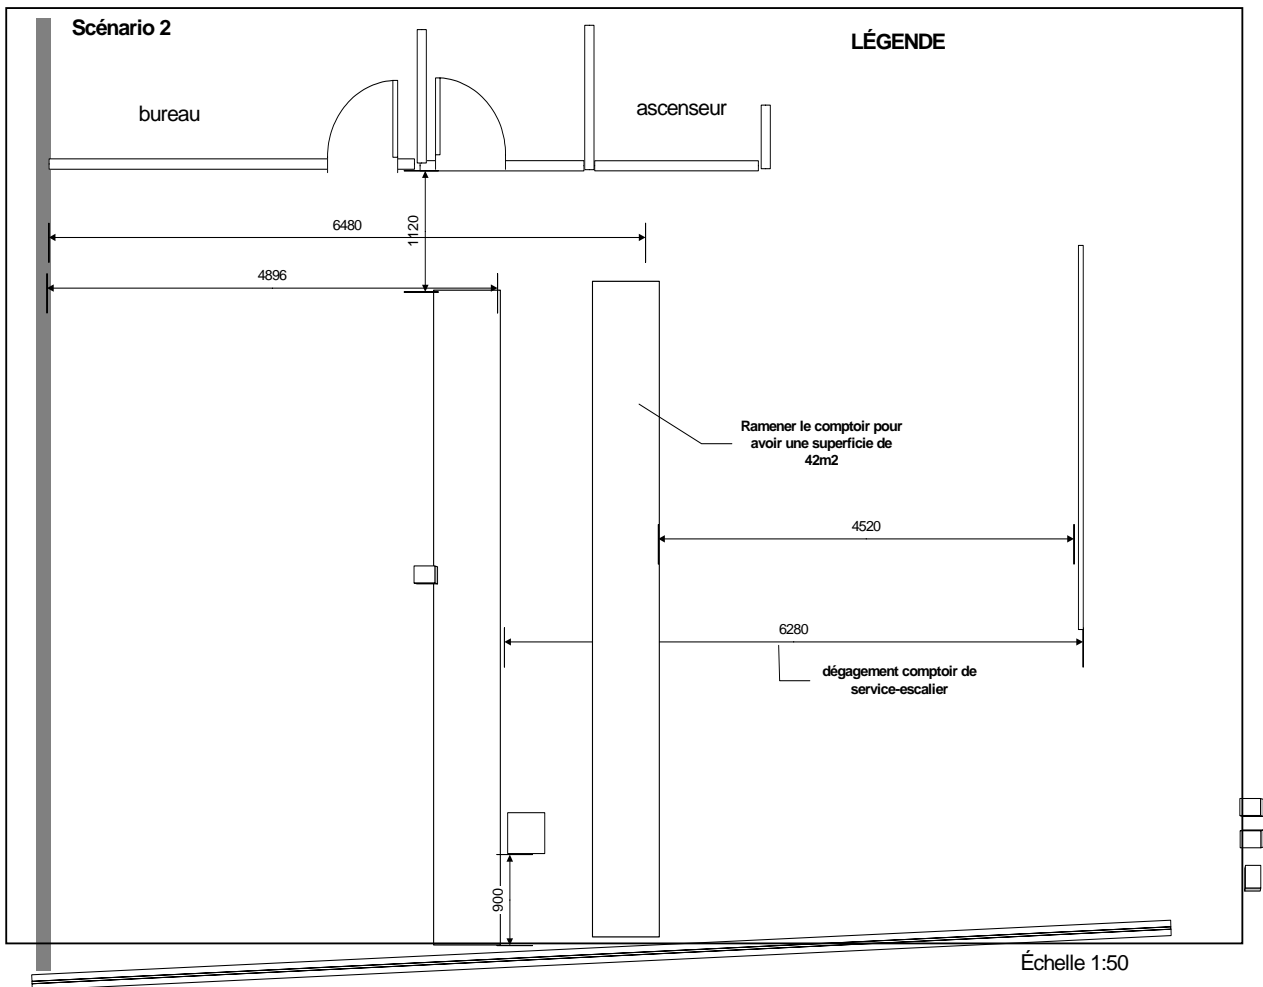 Scénario 2
LÉGENDE
bureau
ascenseur
6480
1120
4896
Ramener le comptoir pour
avoir une superficie de
42m2
4520
6280
dégagement comptoir de
service-escalier
900
Échelle 1:50